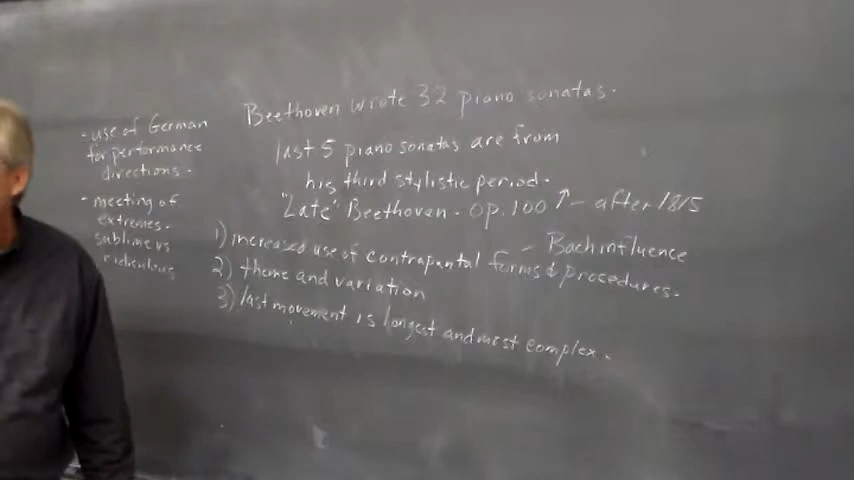 Beethoven wrote 32 piano sonatas.
last 5 piano sonatas are from
his third stylistic period.
"Late" Beethoven - op. 100 ↑ - after 1815
- Bach influence
1) increased use of contrapuntal forms & procedures.
2) theme and variation
3) last movement is longest and most complex.
- use of German
for performance
directions.
- meeting of
extremes.
sublime vs
ridiculous